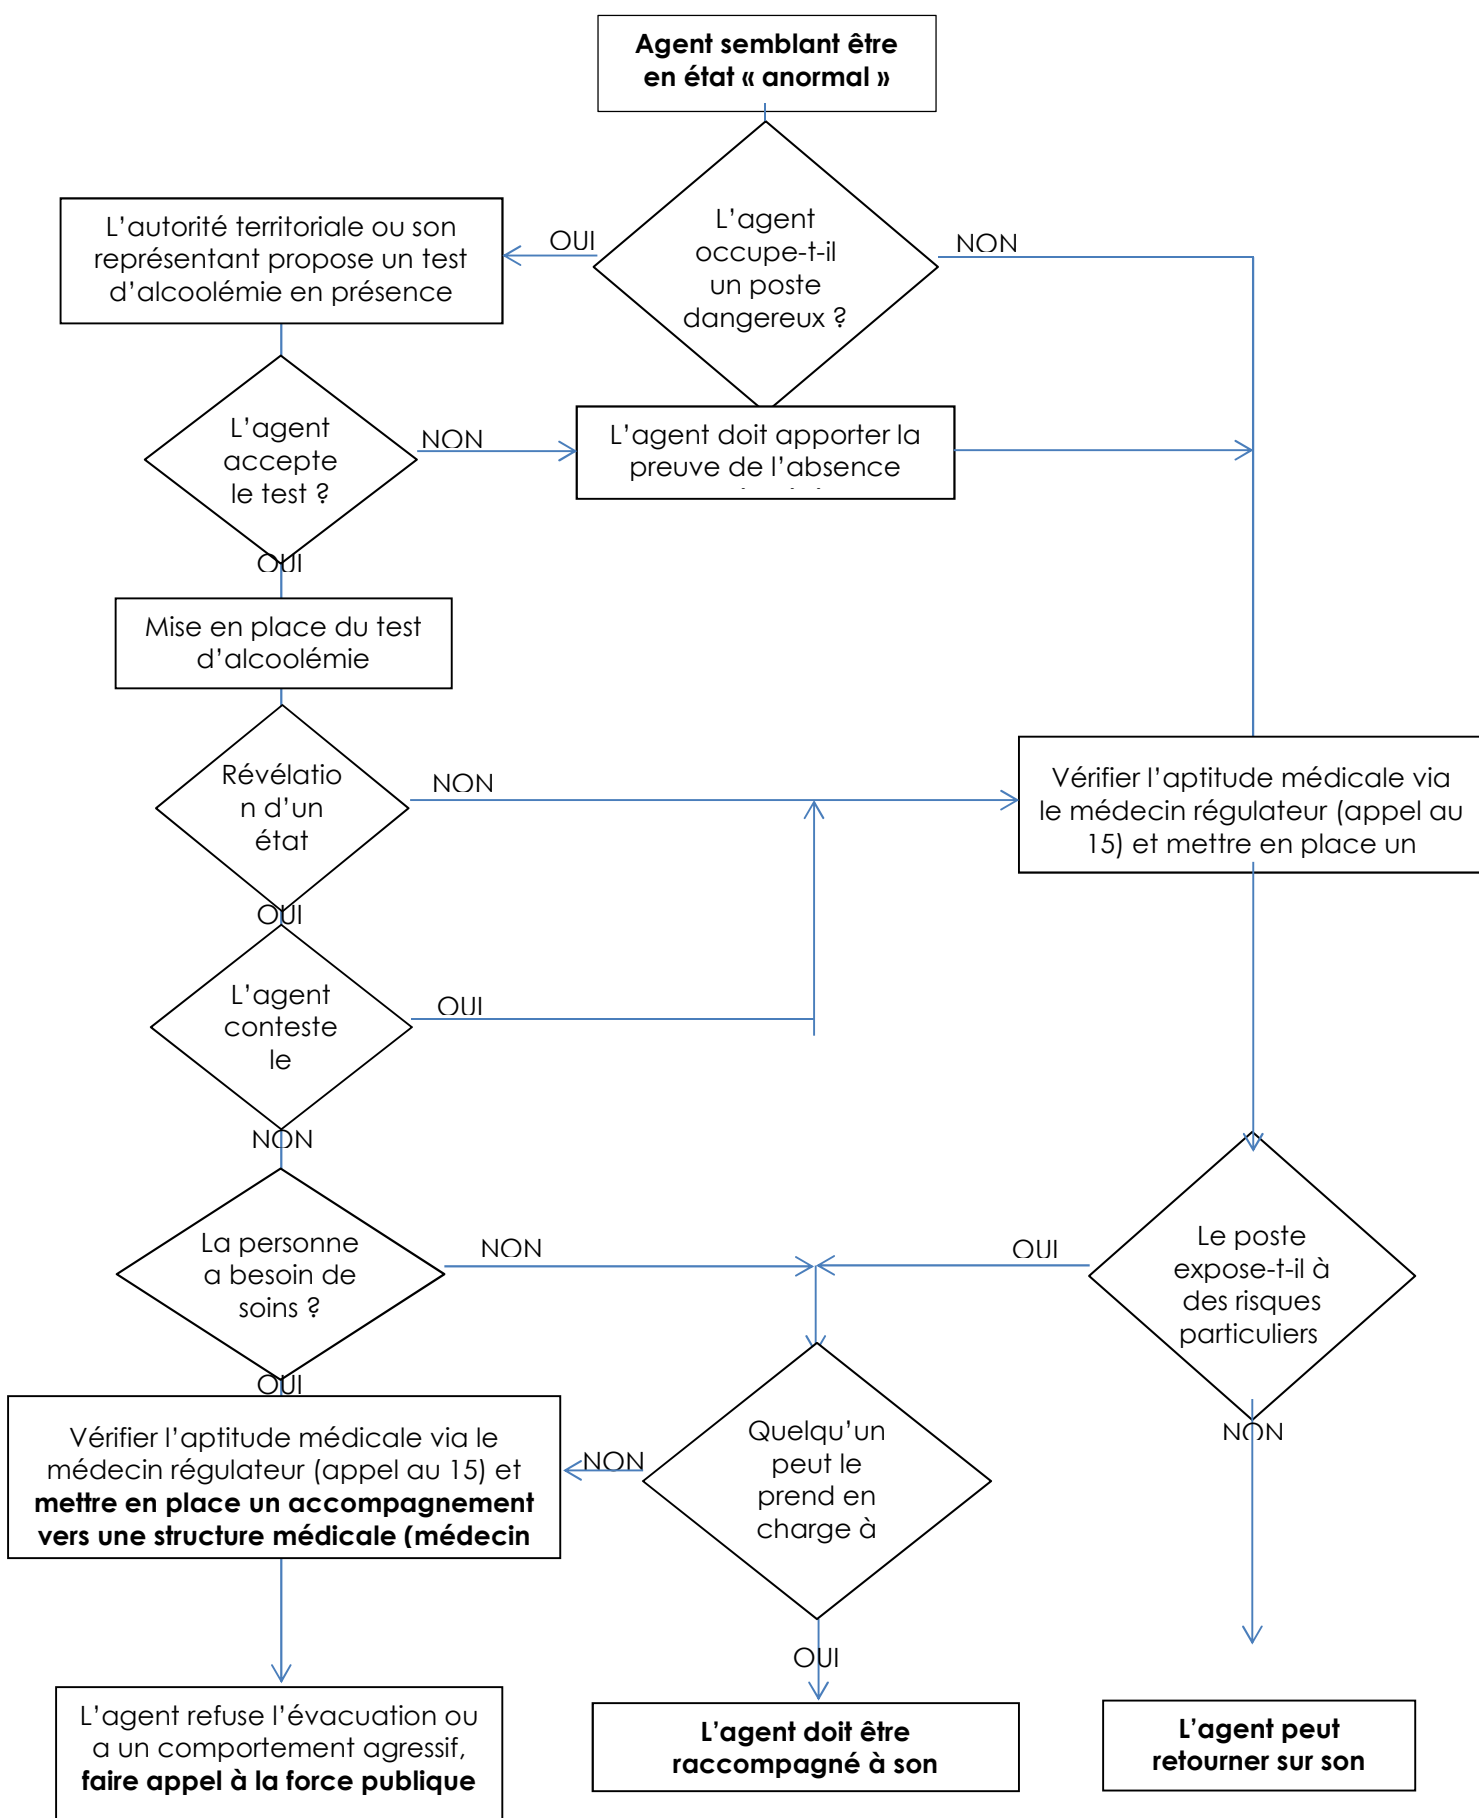 Agent semblant être
en état « anormal »
L'agent
occupe-t-il
un poste
dangereux ?
OUI
NON
L'autorité territoriale ou son
représentant propose un test
d'alcoolémie en présence
L'agent
accepte
le test ?
NON
L'agent doit apporter la
preuve de l'absence
OUI
Mise en place du test
d'alcoolémie
Révélatio
n d'un
état
NON
Vérifier l'aptitude médicale via
le médecin régulateur (appel au
15) et mettre en place un
OUI
L'agent
conteste
le
OUI
NON
La personne
a besoin de
soins ?
NON
OUI
Le poste
expose-t-il à
des risques
particuliers
OUI
NON
Vérifier l'aptitude médicale via le
médecin régulateur (appel au 15) et
mettre en place un accompagnement
vers une structure médicale (médecin
NON
Quelqu'un
peut le
prend en
charge à
OUI
L'agent refuse l'évacuation ou
a un comportement agressif,
faire appel à la force publique
L'agent doit être
raccompagné à son
L'agent peut
retourner sur son